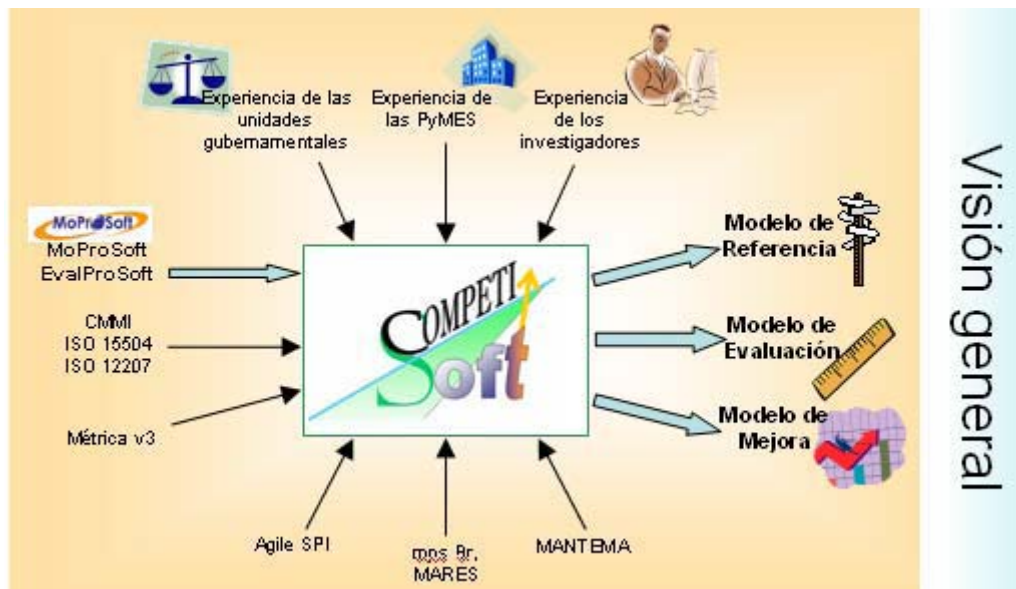 Experiencia de las
unidades
gubernamentales
Experiencia de
las PyMES
Experiencia
de los
investigadores
MoProSoft
MoProSoft
EvalProSoft
CMMI
ISO 15504
ISO 12207
Métrica v3
COMPETI
Soft
Modelo de
Referencia
Modelo de
Evaluación
Modelo de
Mejora
Agile SPI
mps Br.
MARES
MANTEMA
Visión general